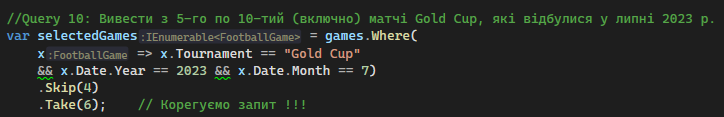 //Query 10: Вивести з 5-го по 10-тий (включно) матчі Gold Cup, які відбулися у липні 2023 р.
var selectedGames:IEnumerable<FootballGame> = games.Where(
x:FootballGame => x.Tournament == "Gold Cup"
&& x.Date.Year == 2023 && x.Date.Month == 7)
.Skip(4)
.Take(6); // Корегуємо запит !!!